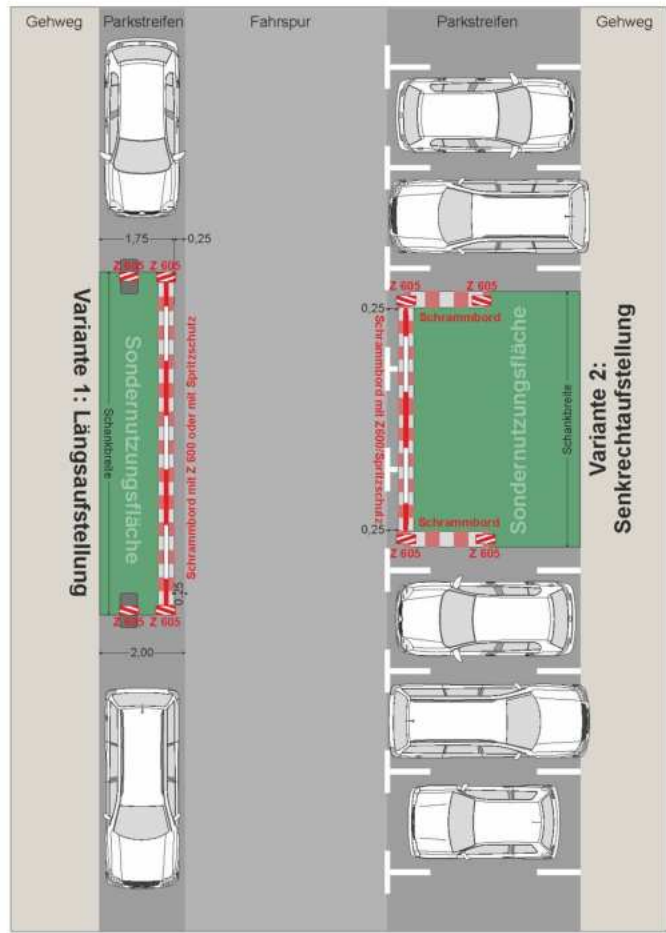 Gehweg
Parkstreifen
Fahrspur
Parkstreifen
Gehweg
1,75
0,25
Z 605
Z 605
Variante 1: Längsaufstellung
Schankbreite
Sondernutzungsfläche
Schrammbord mit Z 600 oder mit Spritzschutz
0,25
Z 605
Z 605
2,00
Z 605
Z 605
0,25
Schrammbord
Schrammbord mit Z 600/Spritzschutz
Sondernutzungsfläche
Schankbreite
Variante 2:
Senkrechtaufstellung
0,25
Schrammbord
Z 605
Z 605